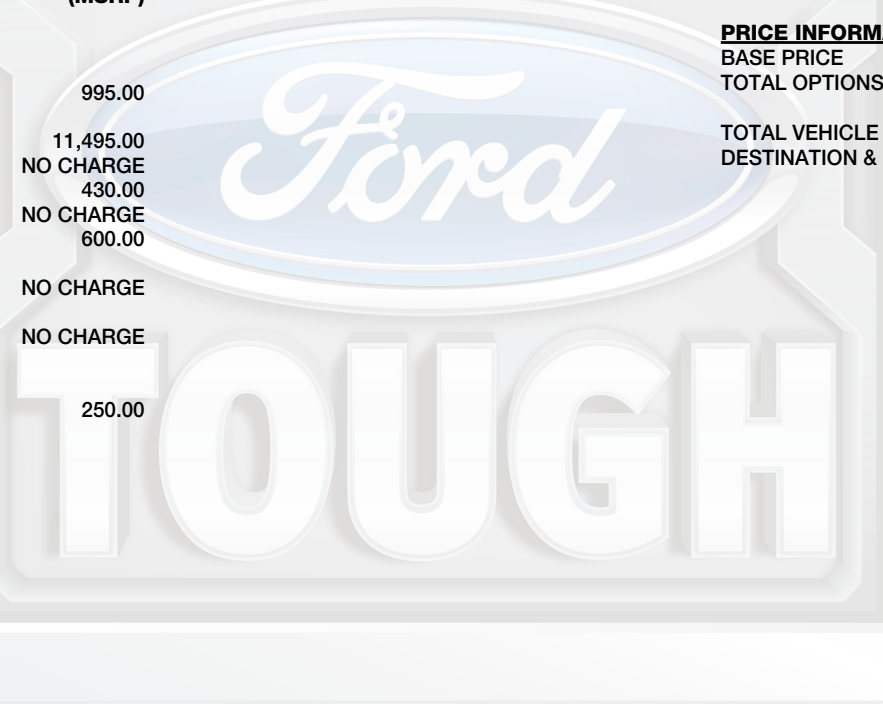 (MSRP)
995.00
11,495.00
NO CHARGE
430.00
NO CHARGE
600.00
NO CHARGE
NO CHARGE
250.00
PRICE INFORMA
BASE PRICE
TOTAL OPTIONS
TOTAL VEHICLE
DESTINATION &
Ford
TOUGH